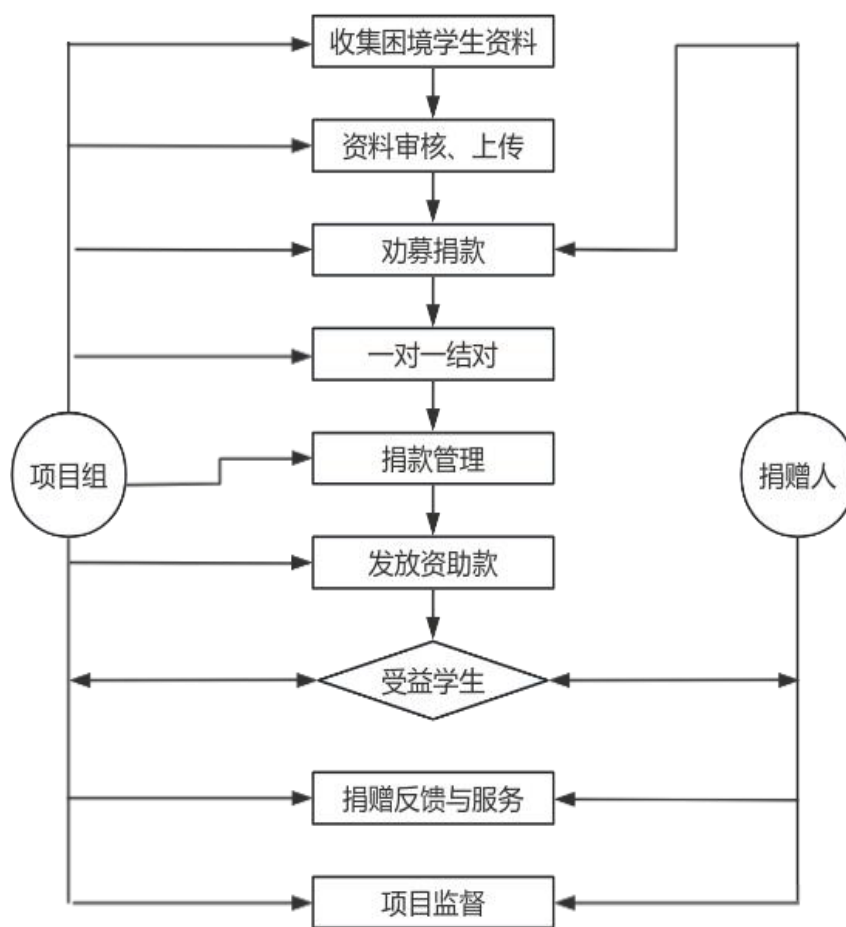 收集困境学生资料
资料审核、上传
劝募捐款
一对一结对
捐款管理
项目组
捐赠人
发放资助款
受益学生
捐赠反馈与服务
项目监督